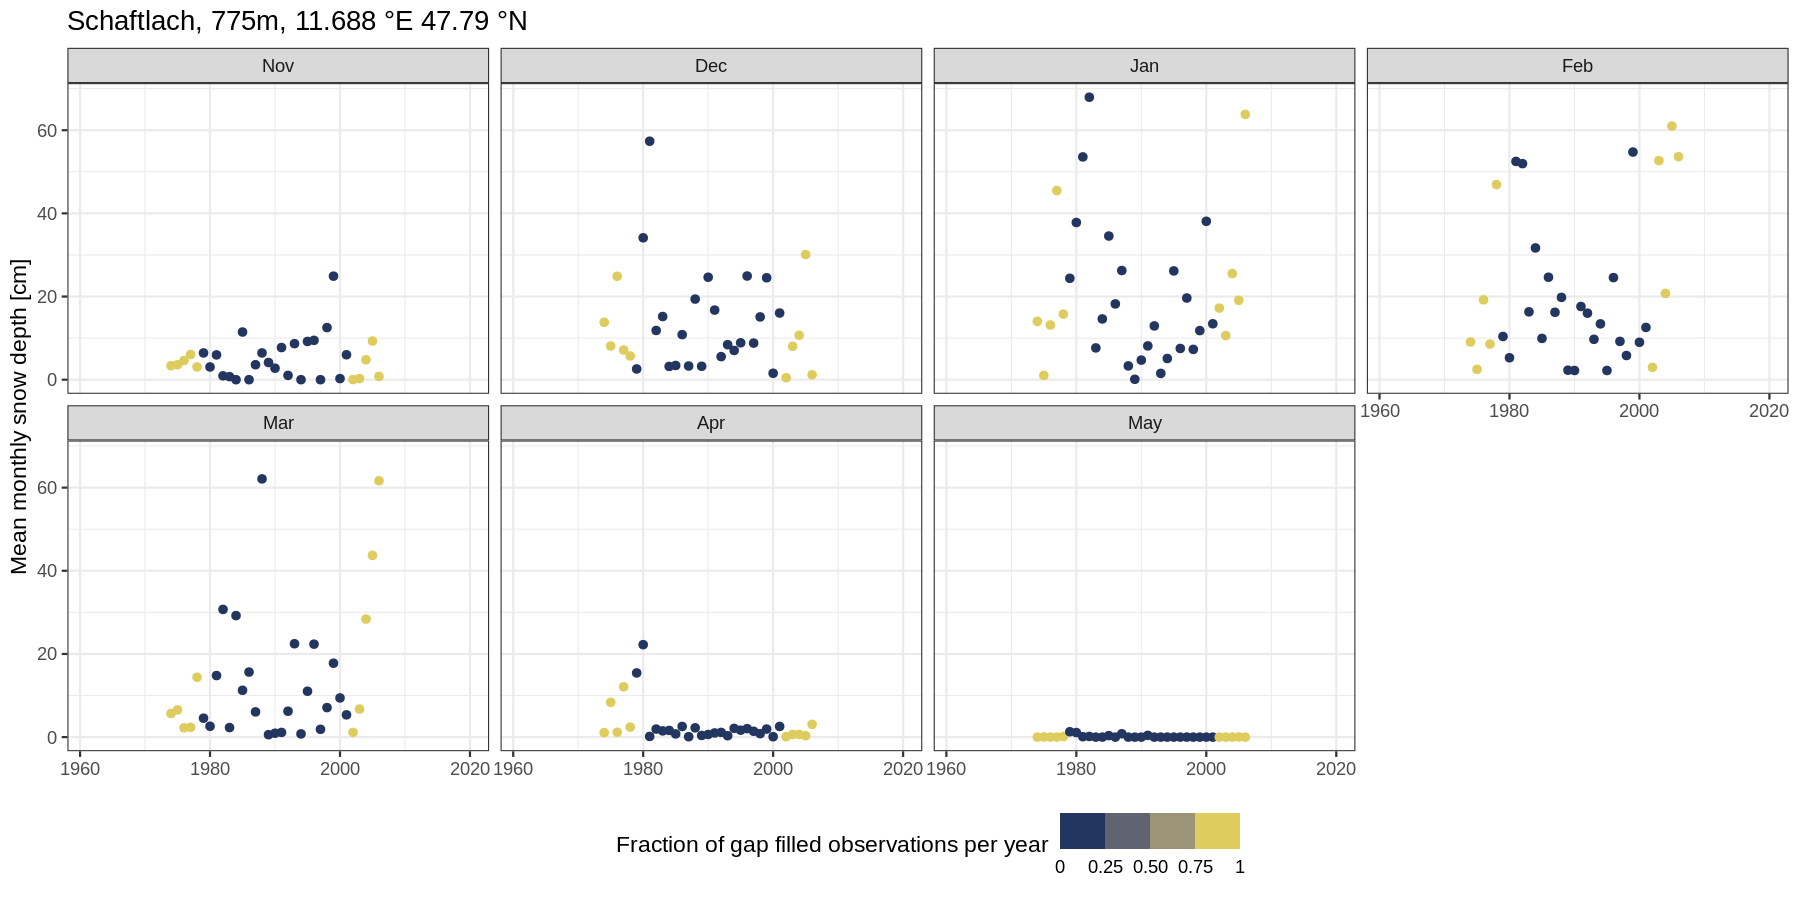 Schaftlach, 775m, 11.688 °E 47.79 °N
Nov Dec Jan Feb
Mean monthly snow depth [cm]
60
40
20
0
1960 1980 2000 2020
Mar Apr May
60
40
20
0
1960 1980 2000 2020 1960 1980 2000 2020 1960 1980 2000 2020
Fraction of gap filled observations per year
0 0.25 0.50 0.75 1